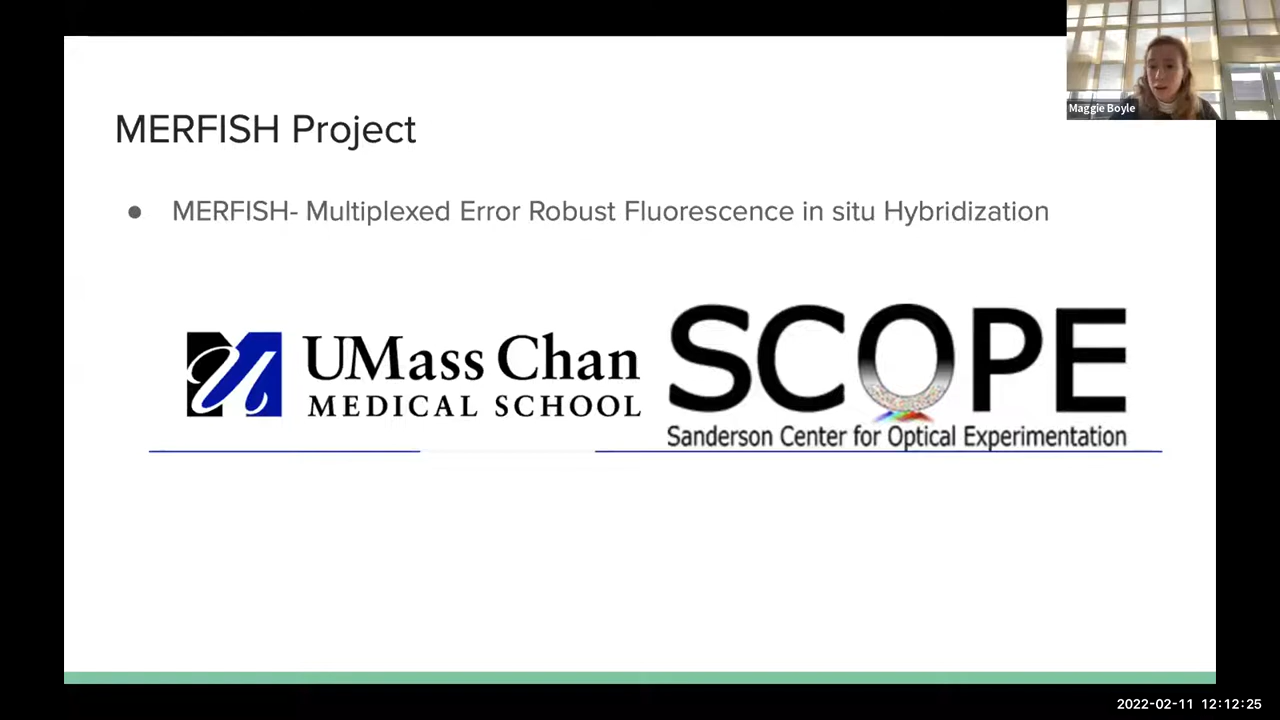 Maggie Boyle
MERFISH Project
● MERFISH- Multiplexed Error Robust Fluorescence in situ Hybridization
UMass Chan
MEDICAL SCHOOL
SCOPE
Sanderson Center for Optical Experimentation
2022-02-11 12:12:25